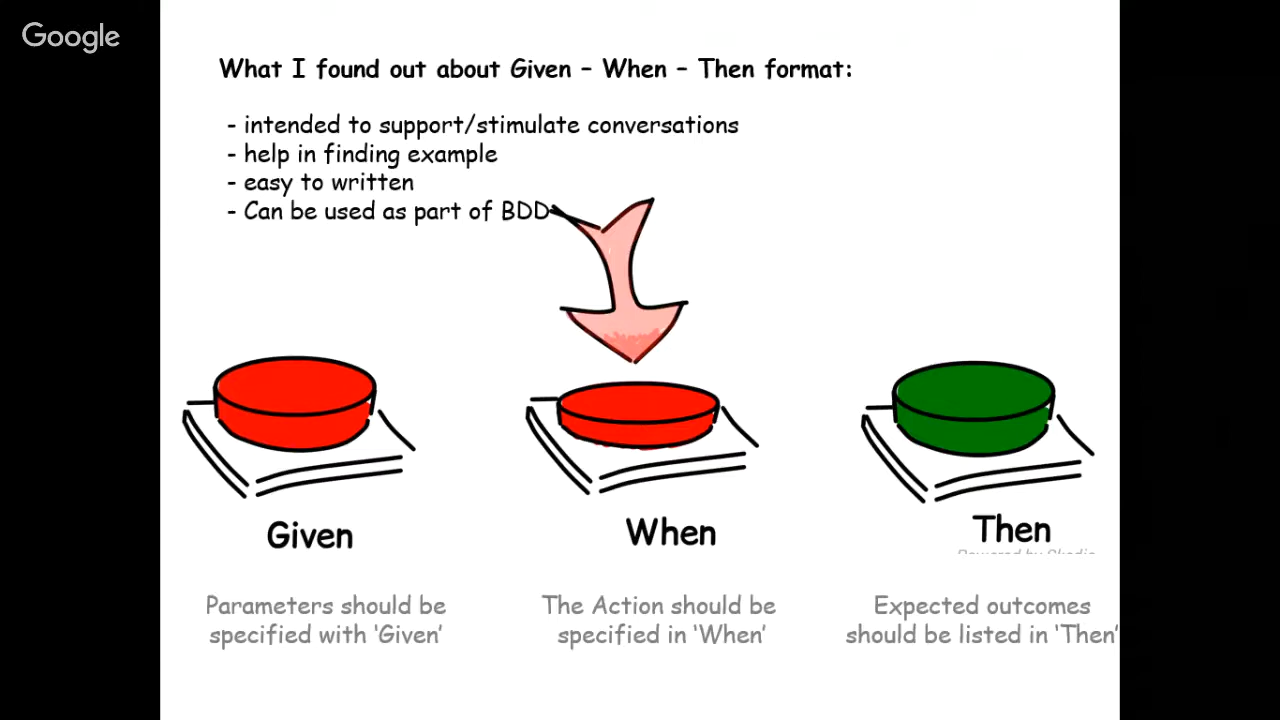 Google
What I found out about Given – When – Then format:
- intended to support/stimulate conversations
- help in finding example
- easy to written
- Can be used as part of BDD
Given
When
Then
Powered by
Parameters should be
specified with ‘Given’
The Action should be
specified in ‘When’
Expected outcomes
should be listed in ‘Then’